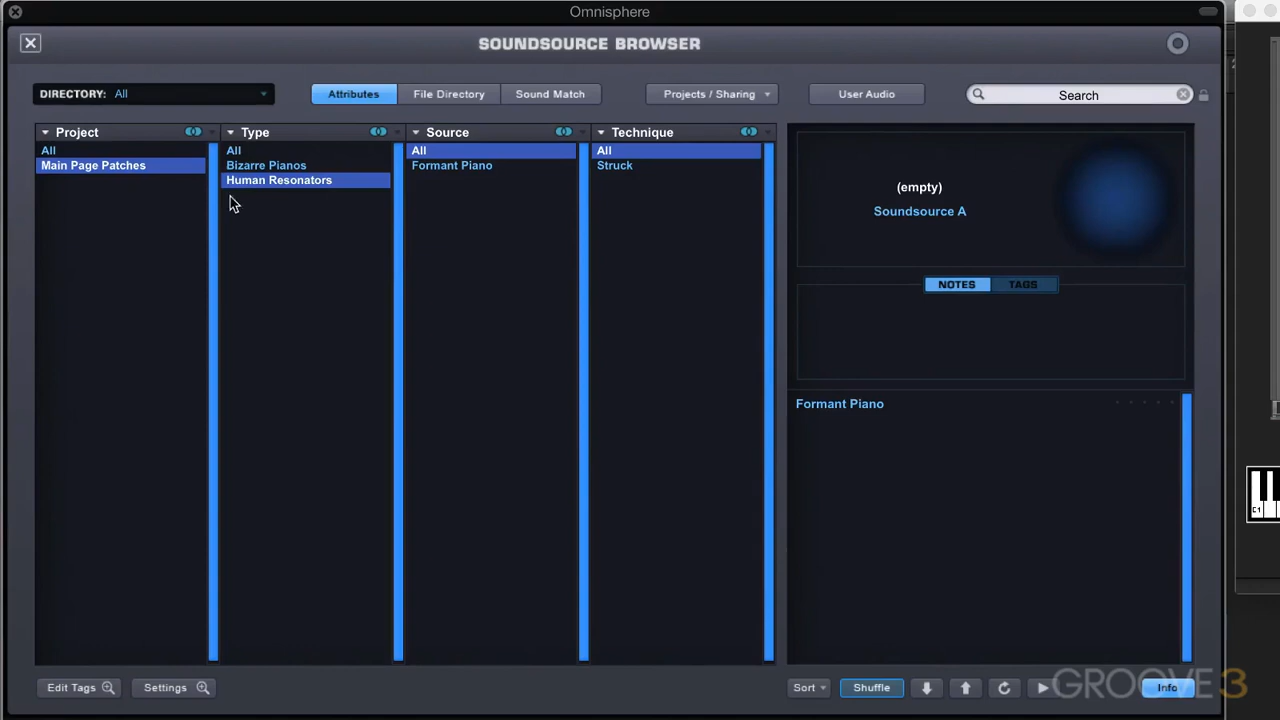 Omnisphere
SOUNDSOURCE BROWSER
DIRECTORY: All
Attributes
File Directory
Sound Match
Projects / Sharing
User Audio
Search
Project
Type
Source
Technique
All
Main Page Patches
All
Bizarre Pianos
Human Resonators
All
Formant Piano
All
Struck
(empty)
Soundsource A
NOTES
TAGS
Formant Piano
C1
Edit Tags
Settings
Sort
Shuffle
Info
GROOVE3